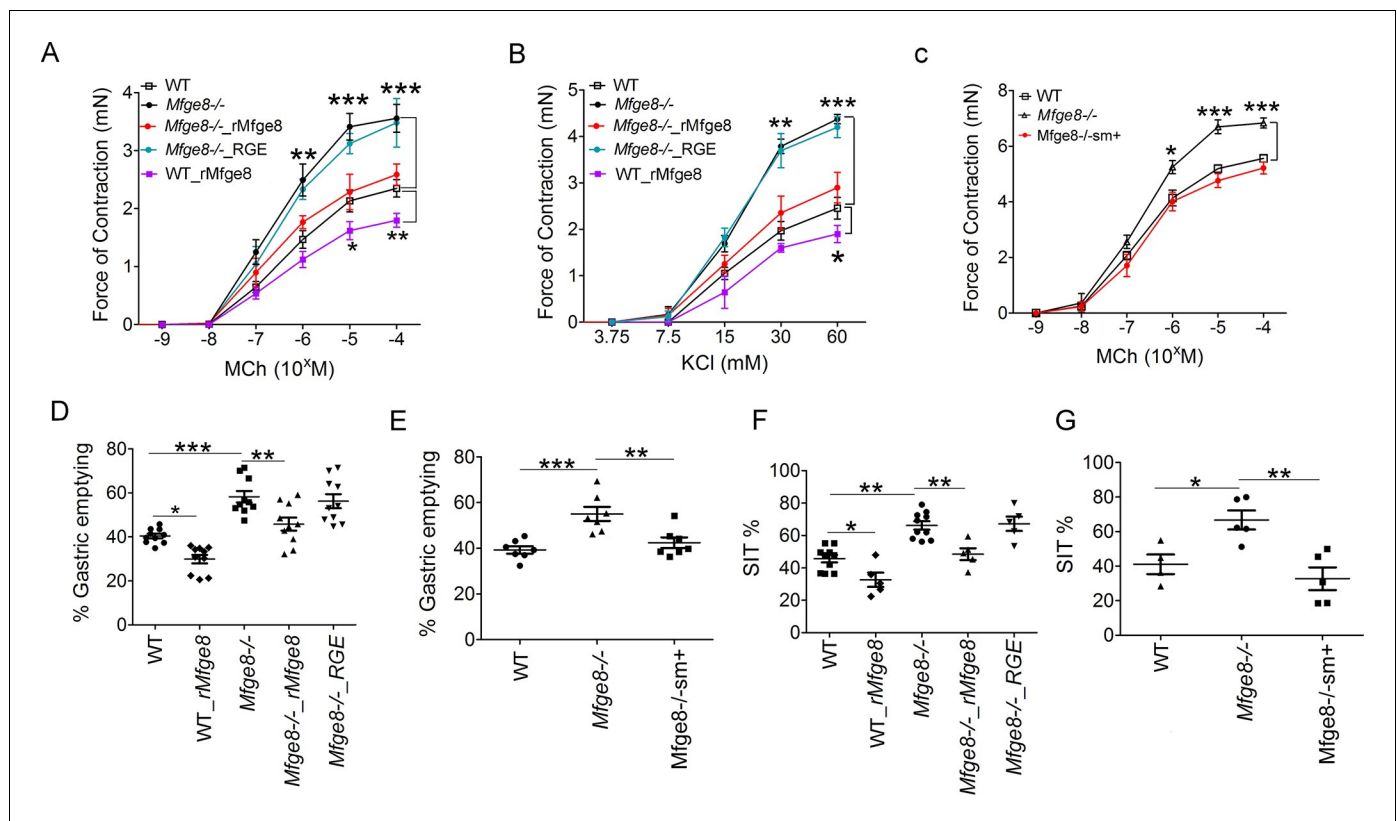 A
WT
Mfge8-/-
Mfge8-/-_rMfge8
Mfge8-/-_RGE
WT_rMfge8
Force of Contraction (mN)
4
3
2
1
0
**
***
***
*
**
-9 -8 -7 -6 -5 -4
MCh (10^xM)
B
WT
Mfge8-/-
Mfge8-/-_rMfge8
Mfge8-/-_RGE
WT_rMfge8
Force of Contraction (mN)
5
4
3
2
1
0
**
***
*
3.75 7.5 15 30 60
KCl (mM)
c
WT
Mfge8-/-
Mfge8-/-sm+
Force of Contraction (mN)
8
6
4
2
0
*
***
***
-9 -8 -7 -6 -5 -4
MCh (10^xM)
D
% Gastric emptying
80
60
40
20
0
***
**
*
WT
WT_rMfge8
Mfge8-/-
Mfge8-/-_rMfge8
Mfge8-/-_RGE
E
% Gastric emptying
80
60
40
20
0
***
**
WT
Mfge8-/-
Mfge8-/-sm+
F
SIT %
100
80
60
40
20
0
**
**
*
WT
WT_rMfge8
Mfge8-/-
Mfge8-/-_rMfge8
Mfge8-/-_RGE
G
SIT %
100
80
60
40
20
0
*
**
WT
Mfge8-/-
Mfge8-/-sm+